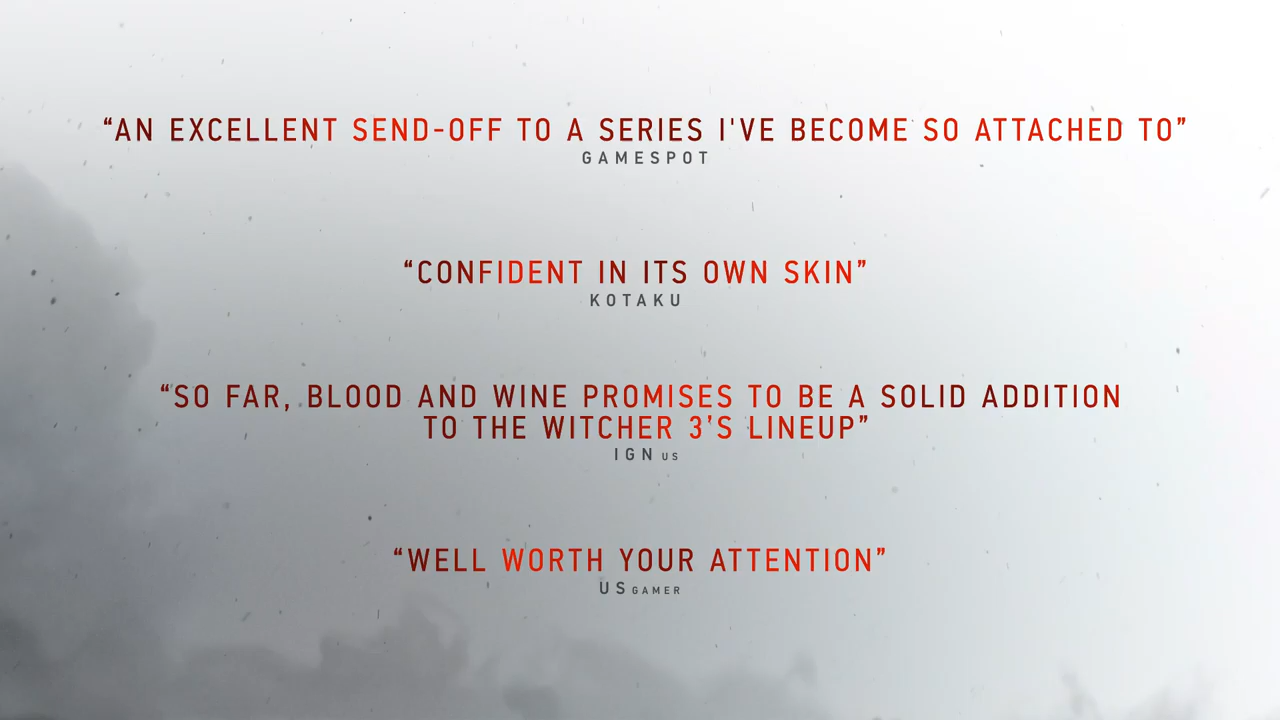 “AN EXCELLENT SEND-OFF TO A SERIES I'VE BECOME SO ATTACHED TO”
GAMESPOT
“CONFIDENT IN ITS OWN SKIN”
KOTAKU
“SO FAR, BLOOD AND WINE PROMISES TO BE A SOLID ADDITION
TO THE WITCHER 3’S LINEUP”
IGN US
“WELL WORTH YOUR ATTENTION”
USGAMER